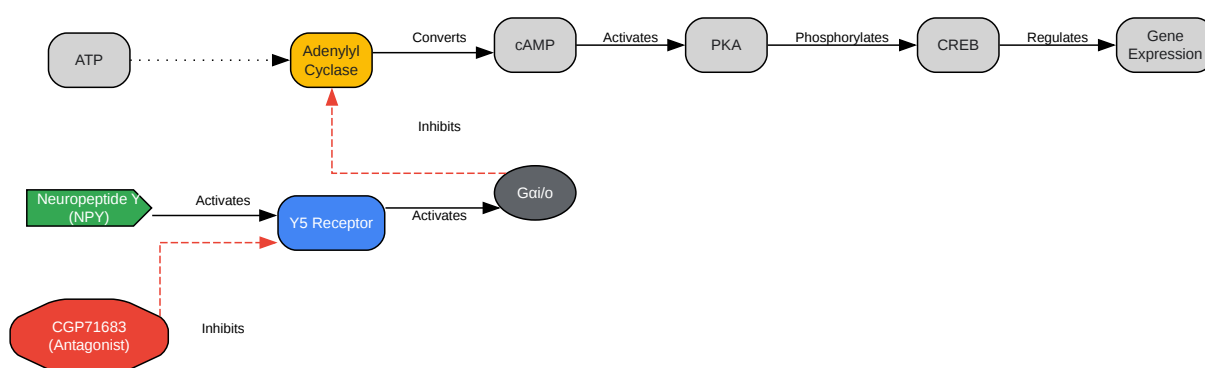 ATP
Adenylyl
Cyclase
Converts
cAMP
Activates
PKA
Phosphorylates
CREB
Regulates
Gene
Expression
Inhibits
Neuropeptide Y
(NPY)
Activates
Y5 Receptor
Activates
Gαi/o
CGP71683
(Antagonist)
Inhibits